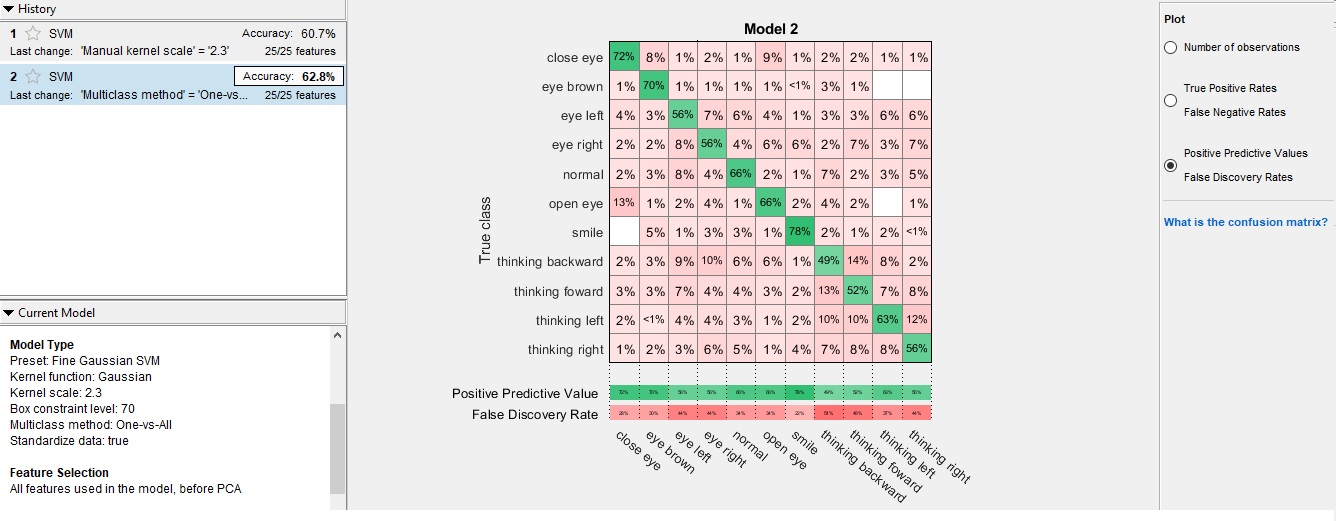 History
1 SVM Accuracy: 60.7%
Last change: 'Manual kernel scale' = '2.3' 25/25 features
2 SVM Accuracy: 62.8%
Last change: 'Multiclass method' = 'One-vs... 25/25 features
Current Model
Model Type
Preset: Fine Gaussian SVM
Kernel function: Gaussian
Kernel scale: 2.3
Box constraint level: 70
Multiclass method: One-vs-All
Standardize data: true
Feature Selection
All features used in the model, before PCA
Model 2
True class
close eye 72% 8% 1% 2% 1% 9% 1% 2% 2% 1% 1%
eye brown 1% 70% 1% 1% 1% 1% <1% 3% 1%
eye left 4% 3% 56% 7% 6% 4% 1% 3% 3% 6% 6%
eye right 2% 2% 8% 56% 4% 6% 6% 2% 7% 3% 7%
normal 2% 3% 8% 4% 66% 2% 1% 7% 2% 3% 5%
open eye 13% 1% 2% 4% 1% 66% 2% 4% 2% 1%
smile 5% 1% 3% 3% 1% 78% 2% 1% 2% <1%
thinking backward 2% 3% 9% 10% 6% 6% 1% 49% 14% 8% 2%
thinking foward 3% 3% 7% 4% 4% 3% 2% 13% 52% 7% 8%
thinking left 2% <1% 4% 4% 3% 1% 2% 10% 10% 63% 12%
thinking right 1% 2% 3% 6% 5% 1% 4% 7% 8% 8% 56%
Positive Predictive Value
False Discovery Rate
close eye
eye brown
eye left
eye right
normal
open eye
smile
thinking backward
thinking foward
thinking left
thinking right
Plot
Number of observations
True Positive Rates
False Negative Rates
Positive Predictive Values
False Discovery Rates
What is the confusion matrix?